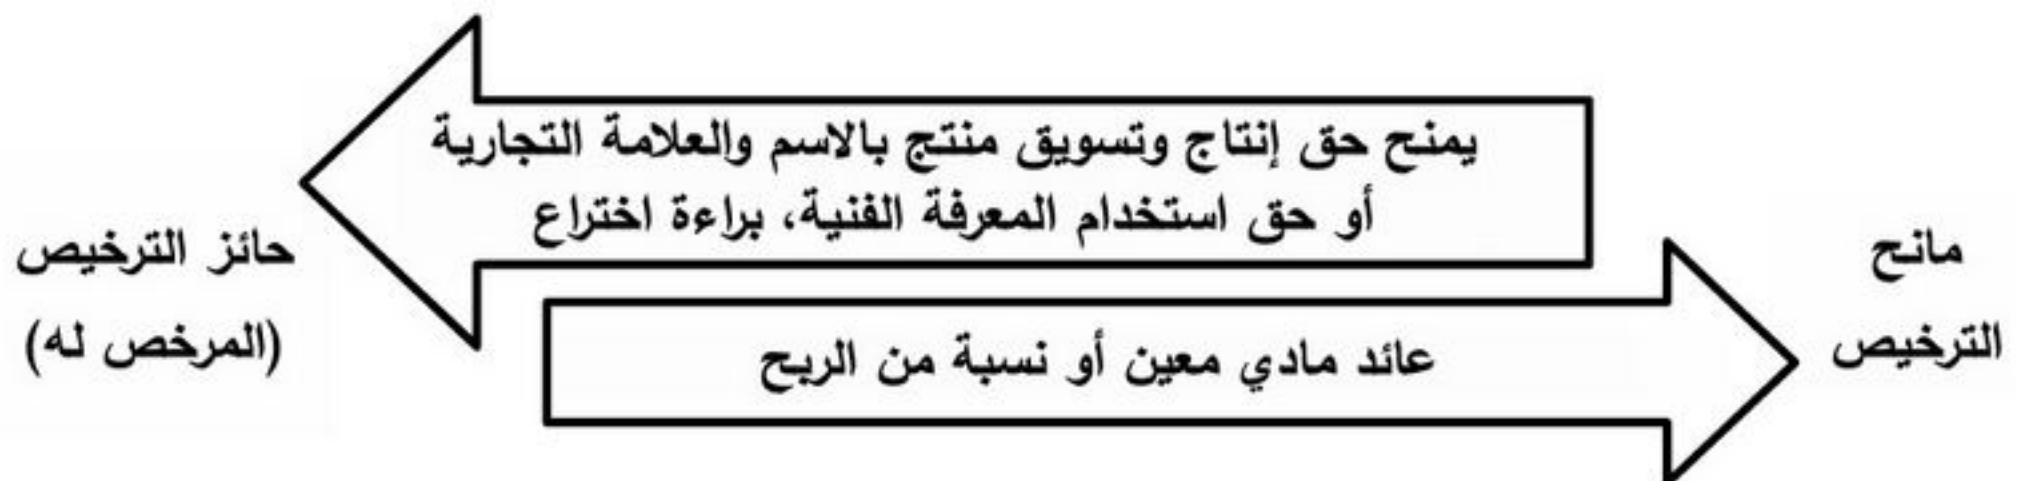 يمنح حق إنتاج وتسويق منتج بالاسم والعلامة التجارية
أو حق استخدام المعرفة الفنية، براءة اختراع
مانح
الترخيص
حائز الترخيص
(المرخص له)
عائد مادي معين أو نسبة من الربح